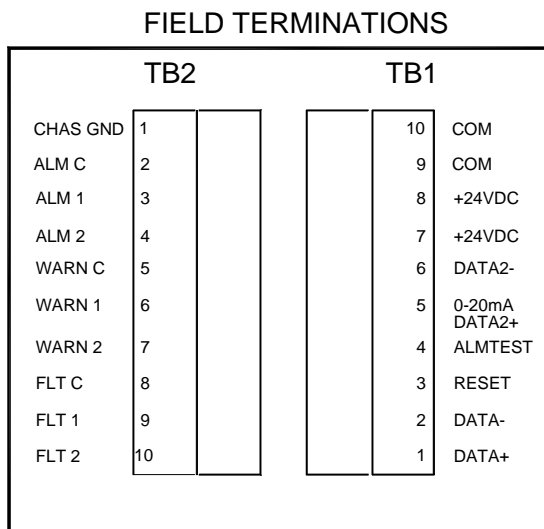 FIELD TERMINATIONS
TB2 TB1
CHAS GND 1 10 COM
ALM C 2 9 COM
ALM 1 3 8 +24VDC
ALM 2 4 7 +24VDC
WARN C 5 6 DATA2-
WARN 1 6 5 0-20mA
DATA2+
WARN 2 7 4 ALMTEST
FLT C 8 3 RESET
FLT 1 9 2 DATA-
FLT 2 10 1 DATA+